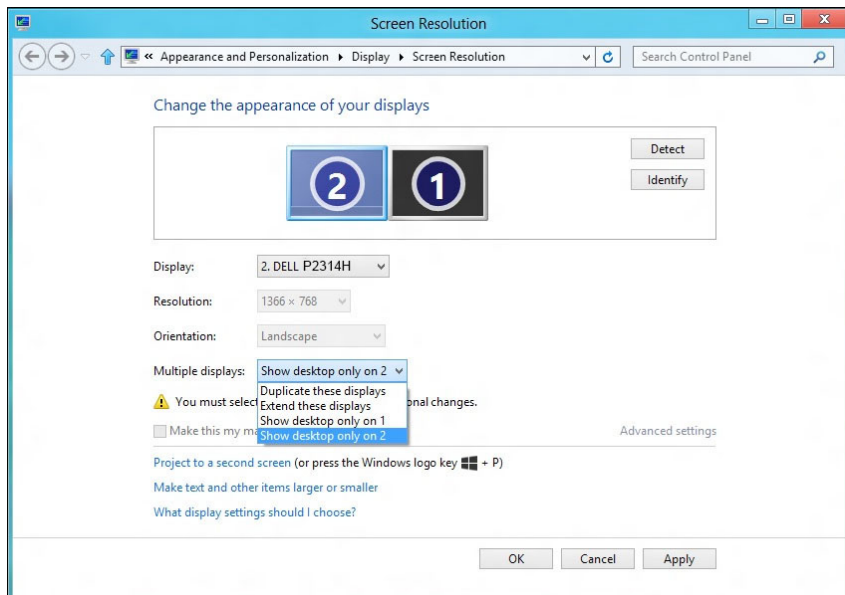 Screen Resolution
« Appearance and Personalization Display Screen Resolution
Search Control Panel
Change the appearance of your displays
2 1
Detect
Identify
Display: 2. DELL P2314H
Resolution: 1366 × 768
Orientation: Landscape
Multiple displays: Show desktop only on 2
Duplicate these displays
Extend these displays
Show desktop only on 1
Show desktop only on 2
You must select onal changes.
Make this my m
Advanced settings
Project to a second screen (or press the Windows logo key + P)
Make text and other items larger or smaller
What display settings should I choose?
OK Cancel Apply